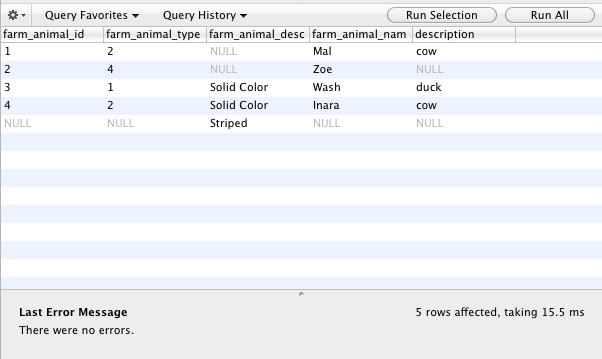 Query Favorites Query History Run Selection Run All
farm_animal_id farm_animal_type farm_animal_desc farm_animal_nam description
1 2 NULL Mal cow
2 4 NULL Zoe NULL
3 1 Solid Color Wash duck
4 2 Solid Color Inara cow
NULL NULL Striped NULL NULL
Last Error Message 5 rows affected, taking 15.5 ms
There were no errors.